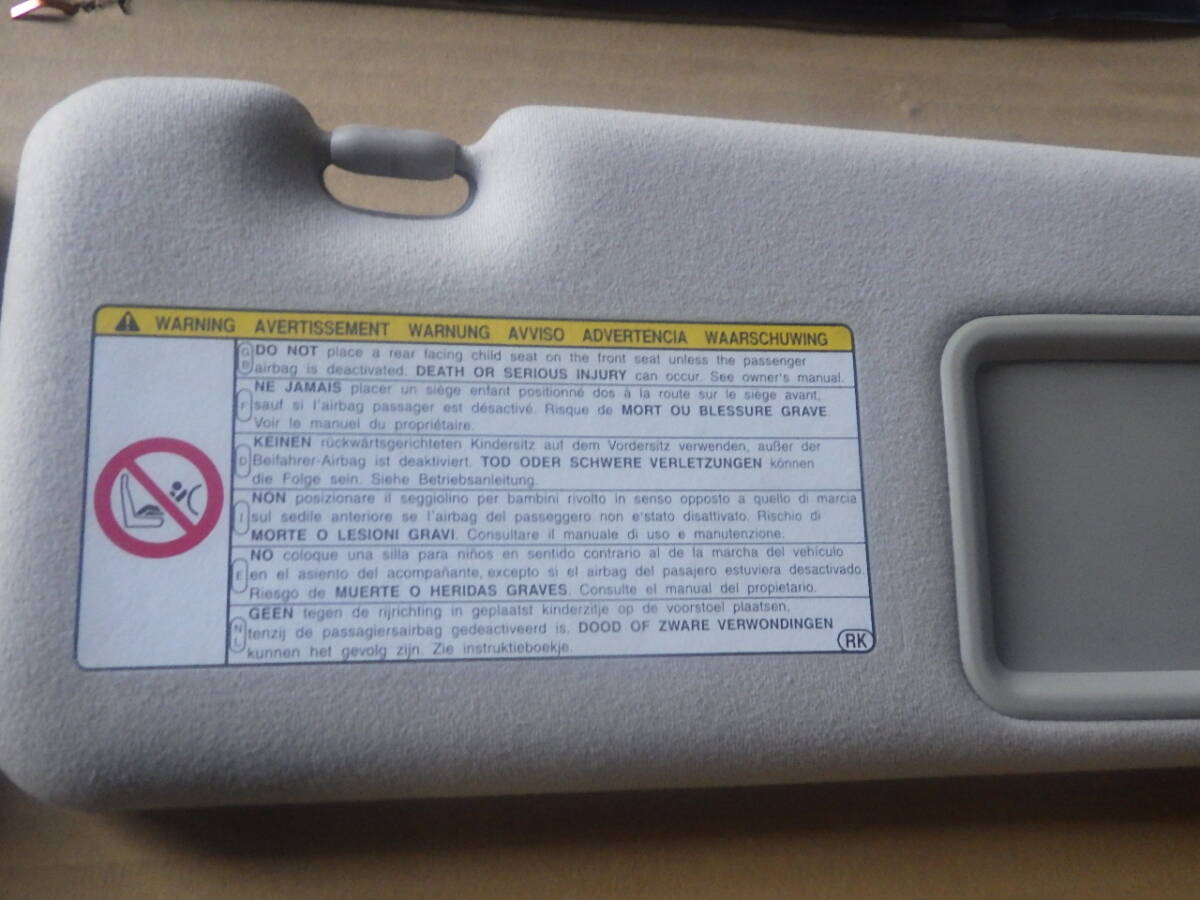 WARNING AVERTISSEMENT WARNUNG AVVISO ADVERTENCIA WAARSCHUWING
GB
DO NOT place a rear facing child seat on the front seat unless the passenger
airbag is deactivated. DEATH OR SERIOUS INJURY can occur. See owner's manual.
F
NE JAMAIS placer un siège enfant positionné dos à la route sur le siège avant,
sauf si l'airbag passager est désactivé. Risque de MORT OU BLESSURE GRAVE.
Voir le manuel du propriétaire.
D
KEINEN rückwärtsgerichteten Kindersitz auf dem Vordersitz verwenden, außer der
Beifahrer-Airbag ist deaktiviert. TOD ODER SCHWERE VERLETZUNGEN können
die Folge sein. Siehe Betriebsanleitung.
I
NON posizionare il seggiolino per bambini rivolto in senso opposto a quello di marcia
sul sedile anteriore se l'airbag del passeggero non e'stato disattivato. Rischio di
MORTE O LESIONI GRAVI. Consultare il manuale di uso e manutenzione.
E
NO coloque una silla para niños en sentido contrario al de la marcha del vehiculo
en el asiento del acompañante, excepto si el airbag del pasajero estuviera desactivado.
Riesgo de MUERTE O HERIDAS GRAVES. Consulte el manual del propietario.
NL
GEEN tegen de rijrichting in geplaatst kinderzitje op de voorstoel plaatsen,
tenzij de passagiersairbag gedeactiveerd is. DOOD OF ZWARE VERWONDINGEN
kunnen het gevolg zijn. Zie instruktieboekje.
RK